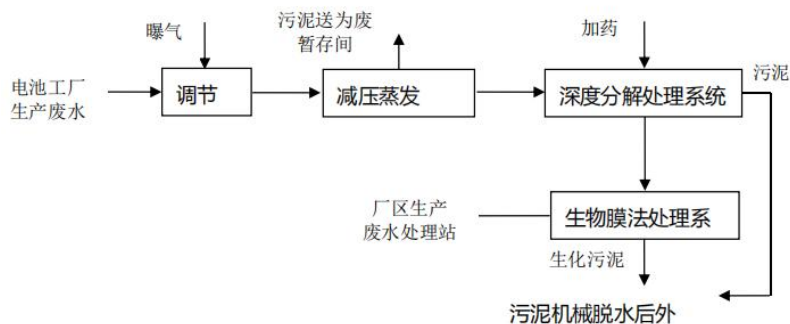 曝气
污泥送为废
暂存间
加药
污泥
电池工厂
生产废水
调节
减压蒸发
深度分解处理系统
厂区生产
废水处理站
生物膜法处理系
生化污泥
污泥机械脱水后外